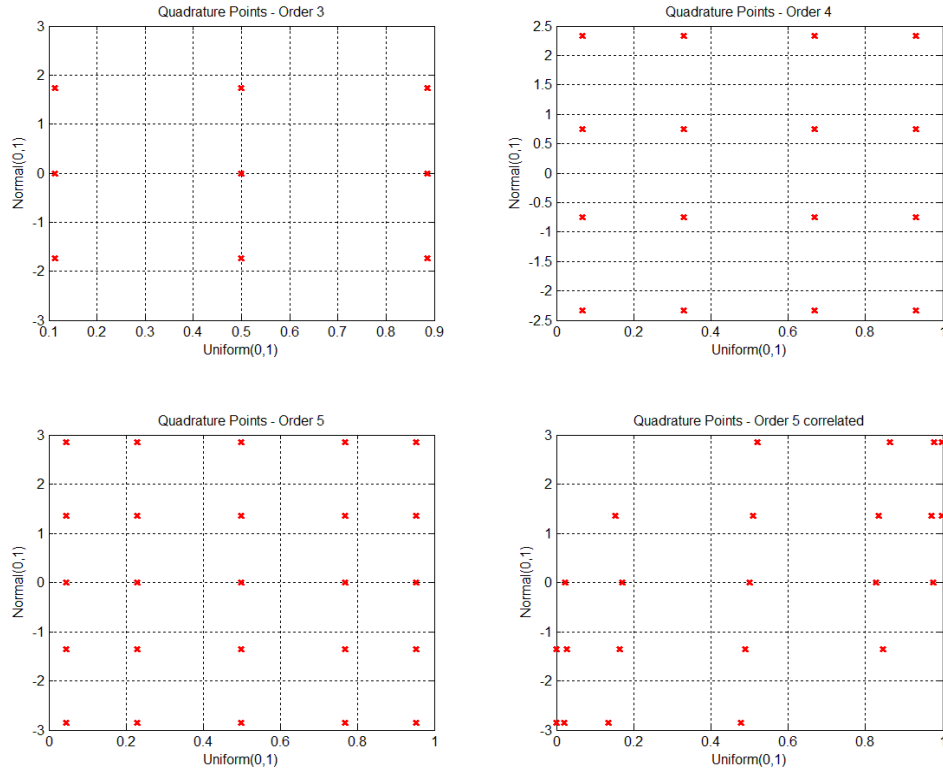 Quadrature Points - Order 3
3
2
1
0
-1
-2
-3
Normal(0,1)
0.1 0.2 0.3 0.4 0.5 0.6 0.7 0.8 0.9
Uniform(0,1)
Quadrature Points - Order 4
2.5
2
1.5
1
0.5
0
-0.5
-1
-1.5
-2
-2.5
Normal(0,1)
0 0.2 0.4 0.6 0.8 1
Uniform(0,1)
Quadrature Points - Order 5
3
2
1
0
-1
-2
-3
Normal(0,1)
0 0.2 0.4 0.6 0.8 1
Uniform(0,1)
Quadrature Points - Order 5 correlated
3
2
1
0
-1
-2
-3
Normal(0,1)
0 0.2 0.4 0.6 0.8 1
Uniform(0,1)